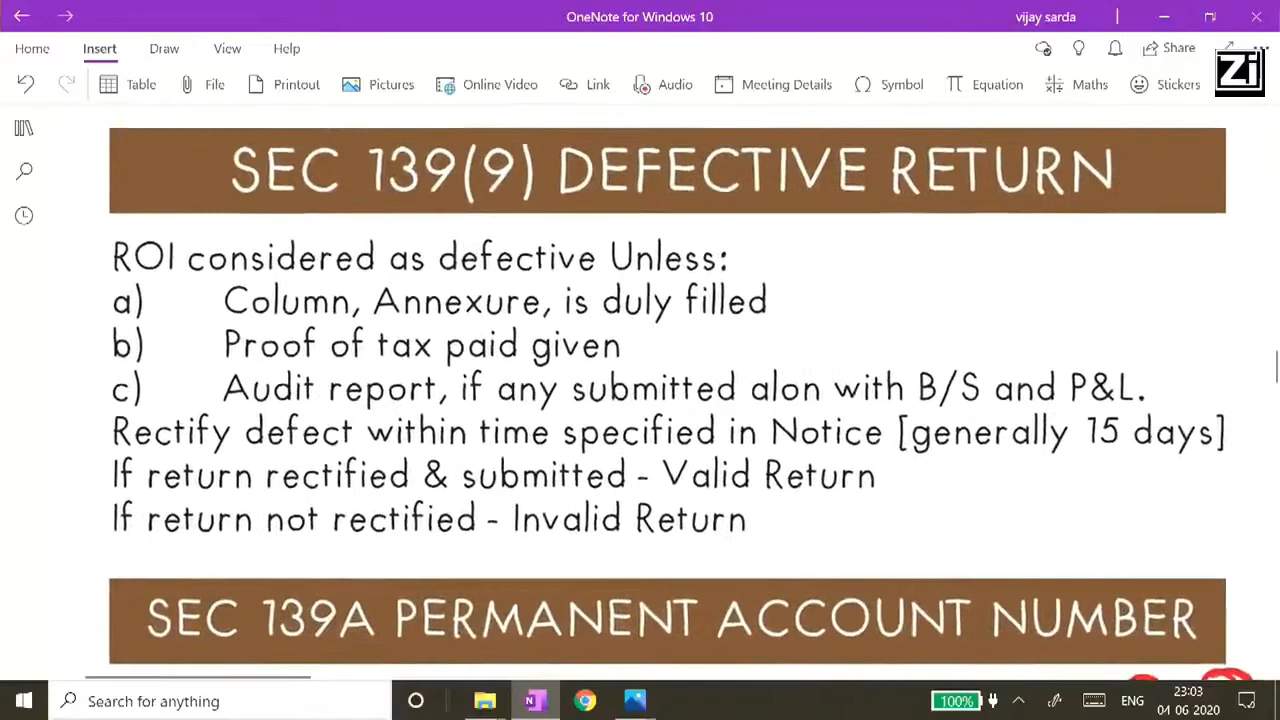 OneNote for Windows 10
vijay sarda
Home Insert Draw View Help
Share
Zi
Table File Printout Pictures Online Video Link Audio Meeting Details Symbol Equation Maths Stickers
SEC 139(9) DEFECTIVE RETURN
ROI considered as defective Unless:
a) Column, Annexure, is duly filled
b) Proof of tax paid given
c) Audit report, if any submitted alon with B/S and P&L.
Rectify defect within time specified in Notice [generally 15 days]
If return rectified & submitted - Valid Return
If return not rectified - Invalid Return
SEC 139A PERMANENT ACCOUNT NUMBER
Search for anything
N
100%
ENG
23:03
04-06-2020